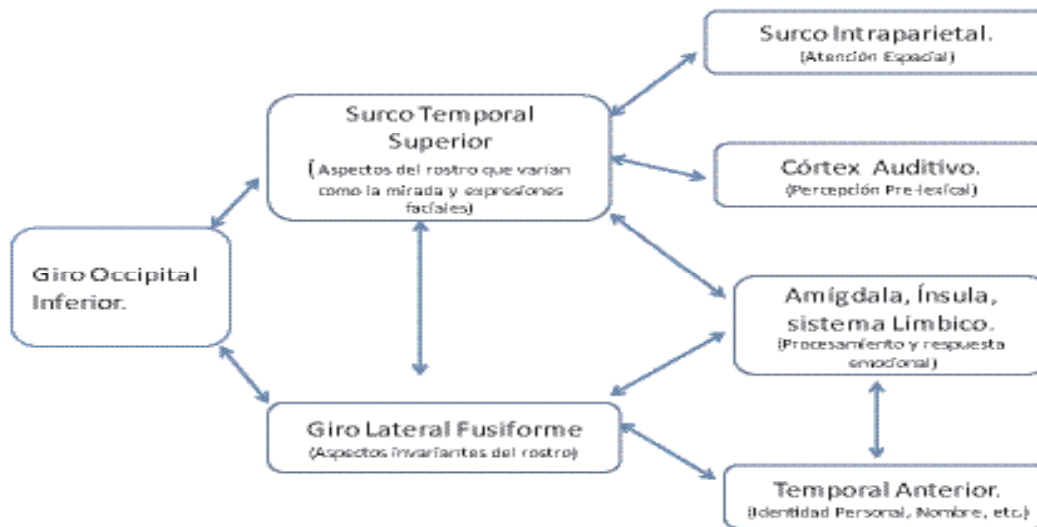 Surco Intraparietal.
(Atención Espacial)
Surco Temporal
Superior
(Aspectos del rostro que varían
como la mirada y expresiones
faciales)
Córtex Auditivo.
(Percepción Pre-lexical)
Giro Occipital
Inferior.
Amígdala, Ínsula,
sistema Limbico.
(Procesamiento y respuesta
emocional)
Giro Lateral Fusiforme
(Aspectos invariantes del rostro)
Temporal Anterior.
(Identidad Personal, Nombre, etc.)